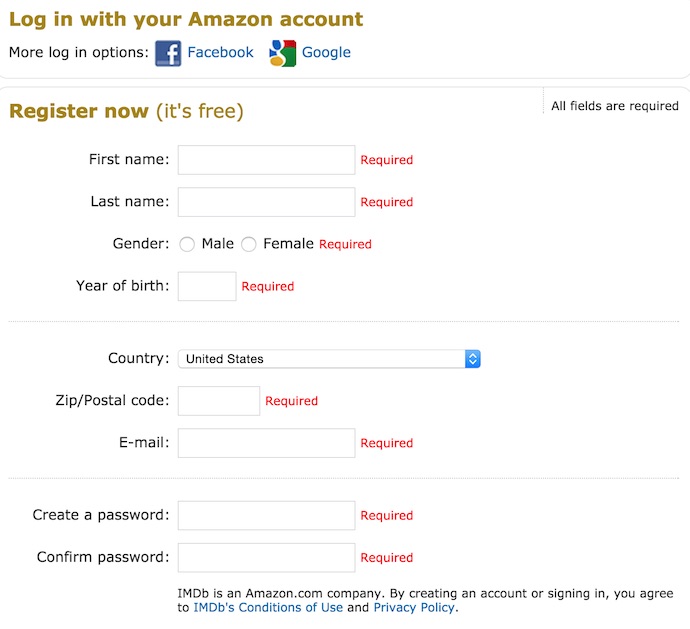 Log in with your Amazon account
More log in options: Facebook Google
Register now (it's free)
All fields are required
First name: Required
Last name: Required
Gender: Male Female Required
Year of birth: Required
Country: United States
Zip/Postal code: Required
E-mail: Required
Create a password: Required
Confirm password: Required
IMDb is an Amazon.com company. By creating an account or signing in, you agree
to IMDb's Conditions of Use and Privacy Policy.